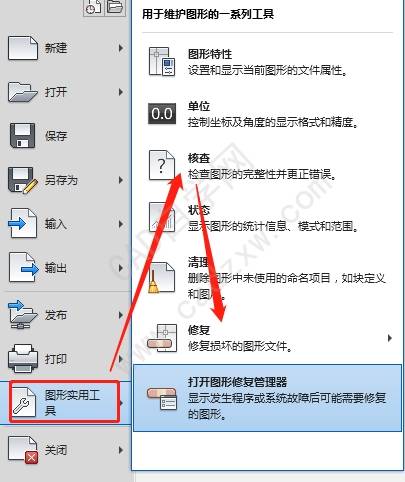 用于维护图形的一系列工具
新建
打开
保存
另存为
输入
输出
发布
打印
图形实用工
具
关闭
图形特性
设置和显示当前图形的文件属性。
单位
0.0
控制坐标及角度的显示格式和精度。
核查
?
检查图形的完整性并更正错误。
状态
显示图形的统计信息、模式和范围。
清理
删除图形中未使用的命名项目，如块定义
和图层。
修复
修复损坏的图形文件。
打开图形修复管理器
显示发生程序或系统故障后可能需要修复
的图形。